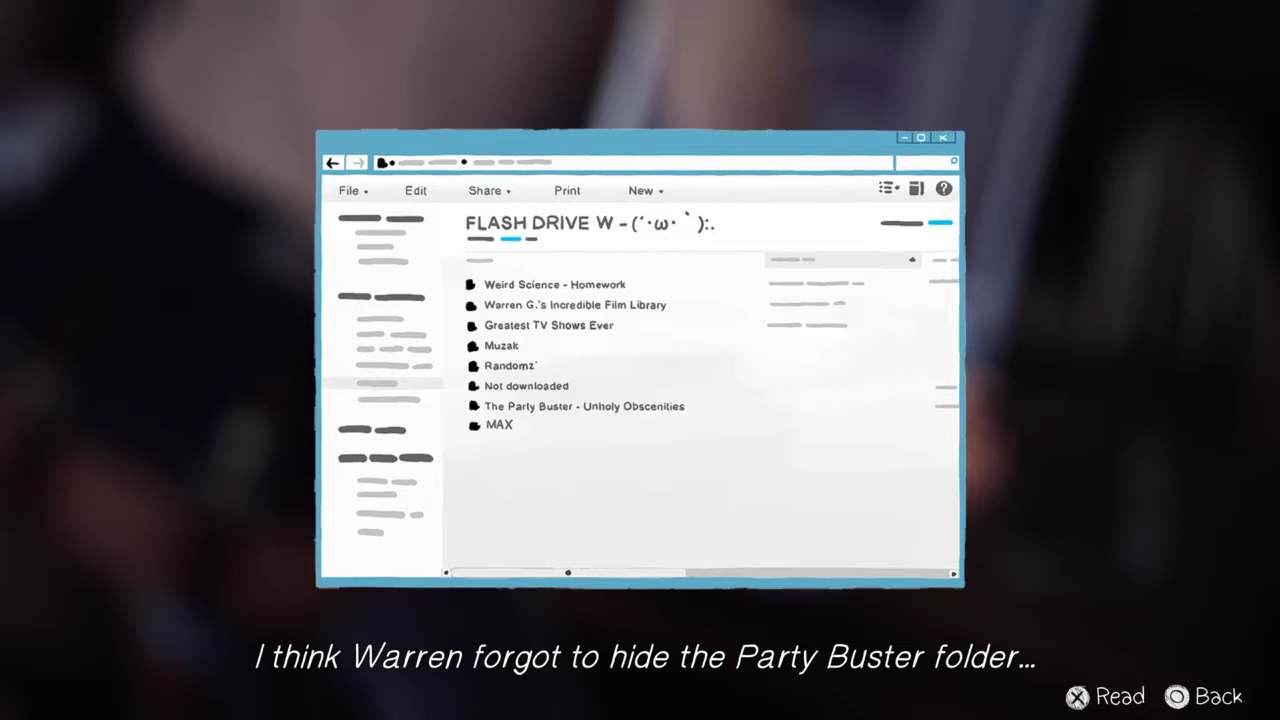 File Edit Share Print New
FLASH DRIVE W -(´･ω･`):.
Weird Science - Homework
Warren G.'s Incredible Film Library
Greatest TV Shows Ever
Muzak
Randomz'
Not downloaded
The Party Buster - Unholy Obscenities
MAX
I think Warren forgot to hide the Party Buster folder...
Read Back